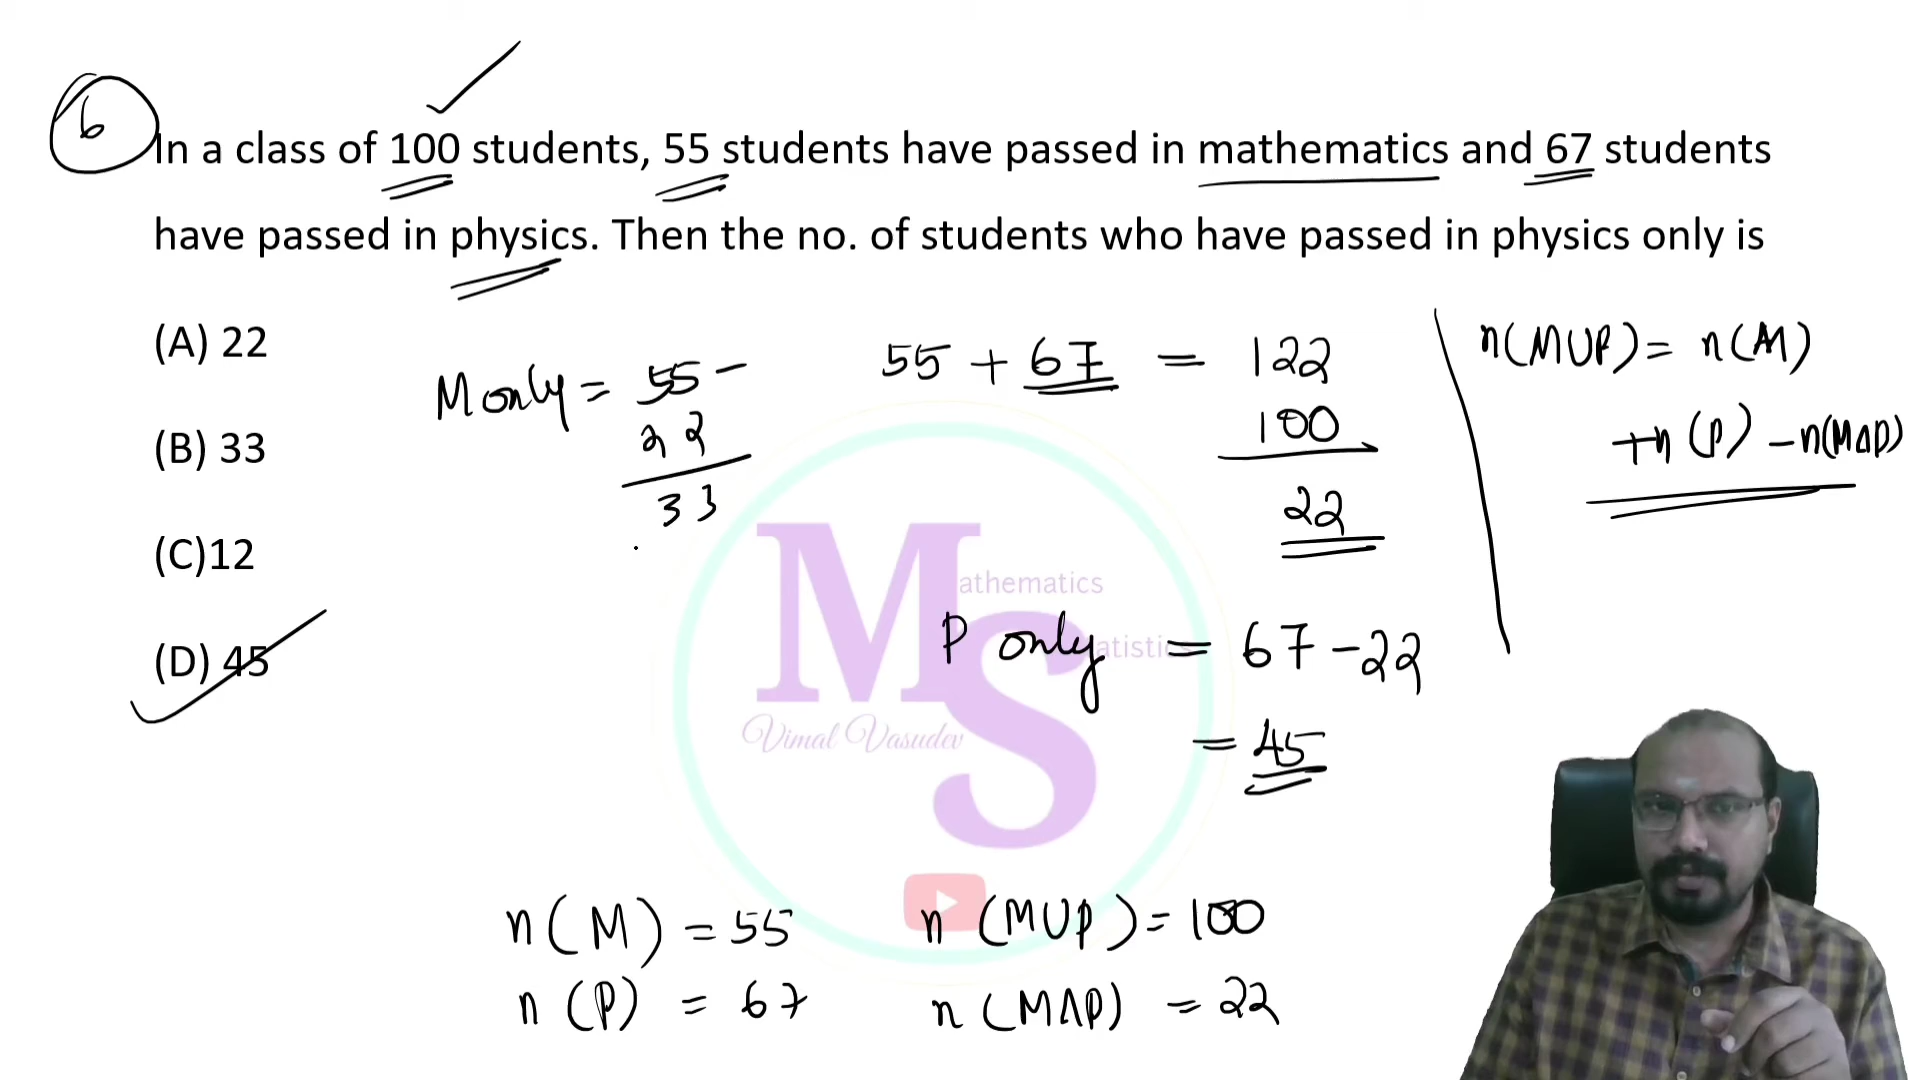 6
In a class of 100 students, 55 students have passed in mathematics and 67 students
have passed in physics. Then the no. of students who have passed in physics only is
(A) 22
(B) 33
(C)12
(D) 45
M only = 55 -
22
33
55 + 67 = 122
100
22
n(M∪P) = n(M)
+n(P) - n(M∩P)
P only = 67 - 22
= 45
Mathematics
Statistics
Vimal Vasudev
n(M) = 55
n(P) = 67
n(M∪P) = 100
n(M∩P) = 22